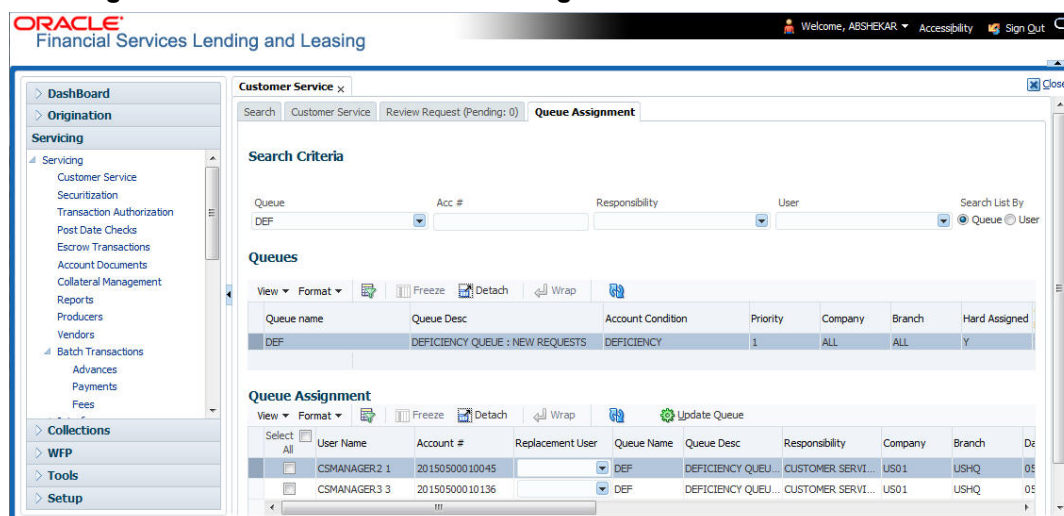 ORACLE
Financial Services Lending and Leasing
Welcome, ABSHEKAR Accessibility Sign Out
Close
DashBoard
Origination
Servicing
Servicing
Customer Service
Securitization
Transaction Authorization
Post Date Checks
Escrow Transactions
Account Documents
Collateral Management
Reports
Producers
Vendors
Batch Transactions
Advances
Payments
Fees
Collections
WFP
Tools
Setup
Customer Service x
Search Customer Service Review Request (Pending: 0) Queue Assignment
Search Criteria
Queue Acc # Responsibility User Search List By
DEF Queue User
Queues
View Format Freeze Detach Wrap
Queue name Queue Desc Account Condition Priority Company Branch Hard Assigned
DEF DEFICIENCY QUEUE : NEW REQUESTS DEFICIENCY 1 ALL ALL Y
Queue Assignment
View Format Freeze Detach Wrap Update Queue
Select All User Name Account # Replacement User Queue Name Queue Desc Responsibility Company Branch Da
CSMANAGER2 1 20150500010045 DEF DEFICIENCY QUEU... CUSTOMER SERVI... US01 USHQ 05
CSMANAGER3 3 20150500010136 DEF DEFICIENCY QUEU... CUSTOMER SERVI... US01 USHQ 05